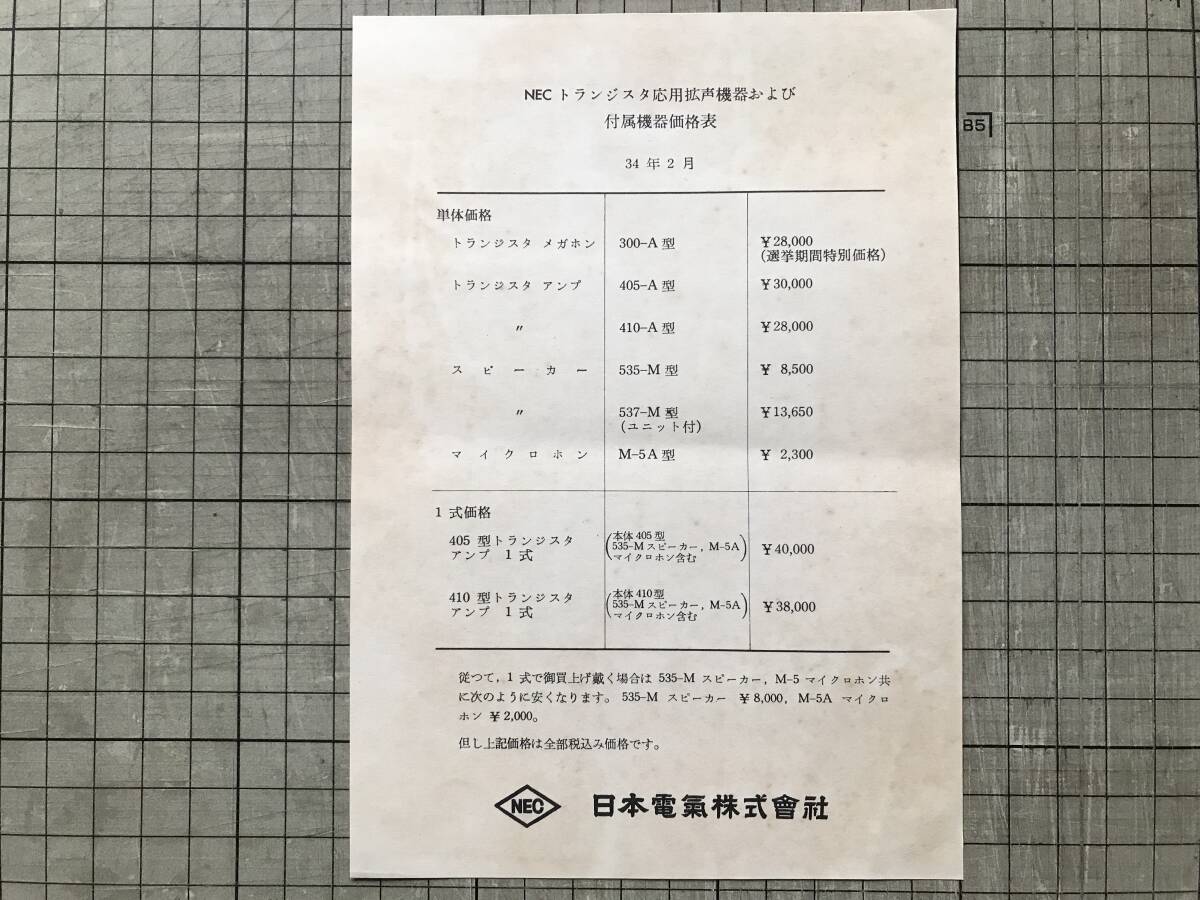 NEC トランジスタ応用拡声機器および
付属機器価格表
34 年 2 月
B5
単体価格
トランジスタ メガホン 300-A 型 ¥28,000
(選挙期間特別価格)
トランジスタ アンプ 405-A 型 ¥30,000
〃 410-A 型 ¥28,000
スピーカー 535-M 型 ¥ 8,500
〃 537-M 型 ¥13,650
(ユニット付)
マイクロホン M-5A 型 ¥ 2,300
1 式価格
405 型トランジスタ
アンプ 1 式
(本体 405 型
535-M スピーカー, M-5A
マイクロホン含む)
¥40,000
410 型トランジスタ
アンプ 1 式
(本体 410 型
535-M スピーカー, M-5A
マイクロホン含む)
¥38,000
従つて, 1 式で御買上げ戴く場合は 535-M スピーカー, M-5 マイクロホン共
に次のように安くなります。 535-M スピーカー ¥8,000, M-5A マイクロ
ホン ¥2,000。
但し上記価格は全部税込み価格です。
NEC 日本電氣株式會社